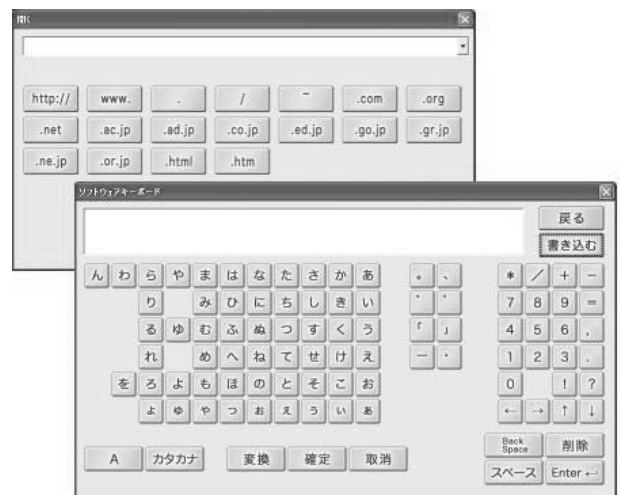 http:// www. . / ~ .com .org
.net .ac.jp .ad.jp .co.jp .ed.jp .go.jp .gr.jp
.ne.jp .or.jp .html .htm
ソフトウェアキーボード
戻る
書き込む
ん わ ら や ま は な た さ か あ 。 、 * / + -
り み ひ に ち し き い ゛ ゜ 7 8 9 =
る ゆ む ふ ぬ つ す く う 「 」 4 5 6 ,
れ め へ ね て せ け え ー ・ 1 2 3 .
を ろ よ も ほ の と そ こ お 0 ! ?
ょ ゅ ゃ っ ぉ ぇ ぅ ぃ ぁ ← → ↑ ↓
A カタカナ 変換 確定 取消 Back Space 削除
スペース Enter ↵